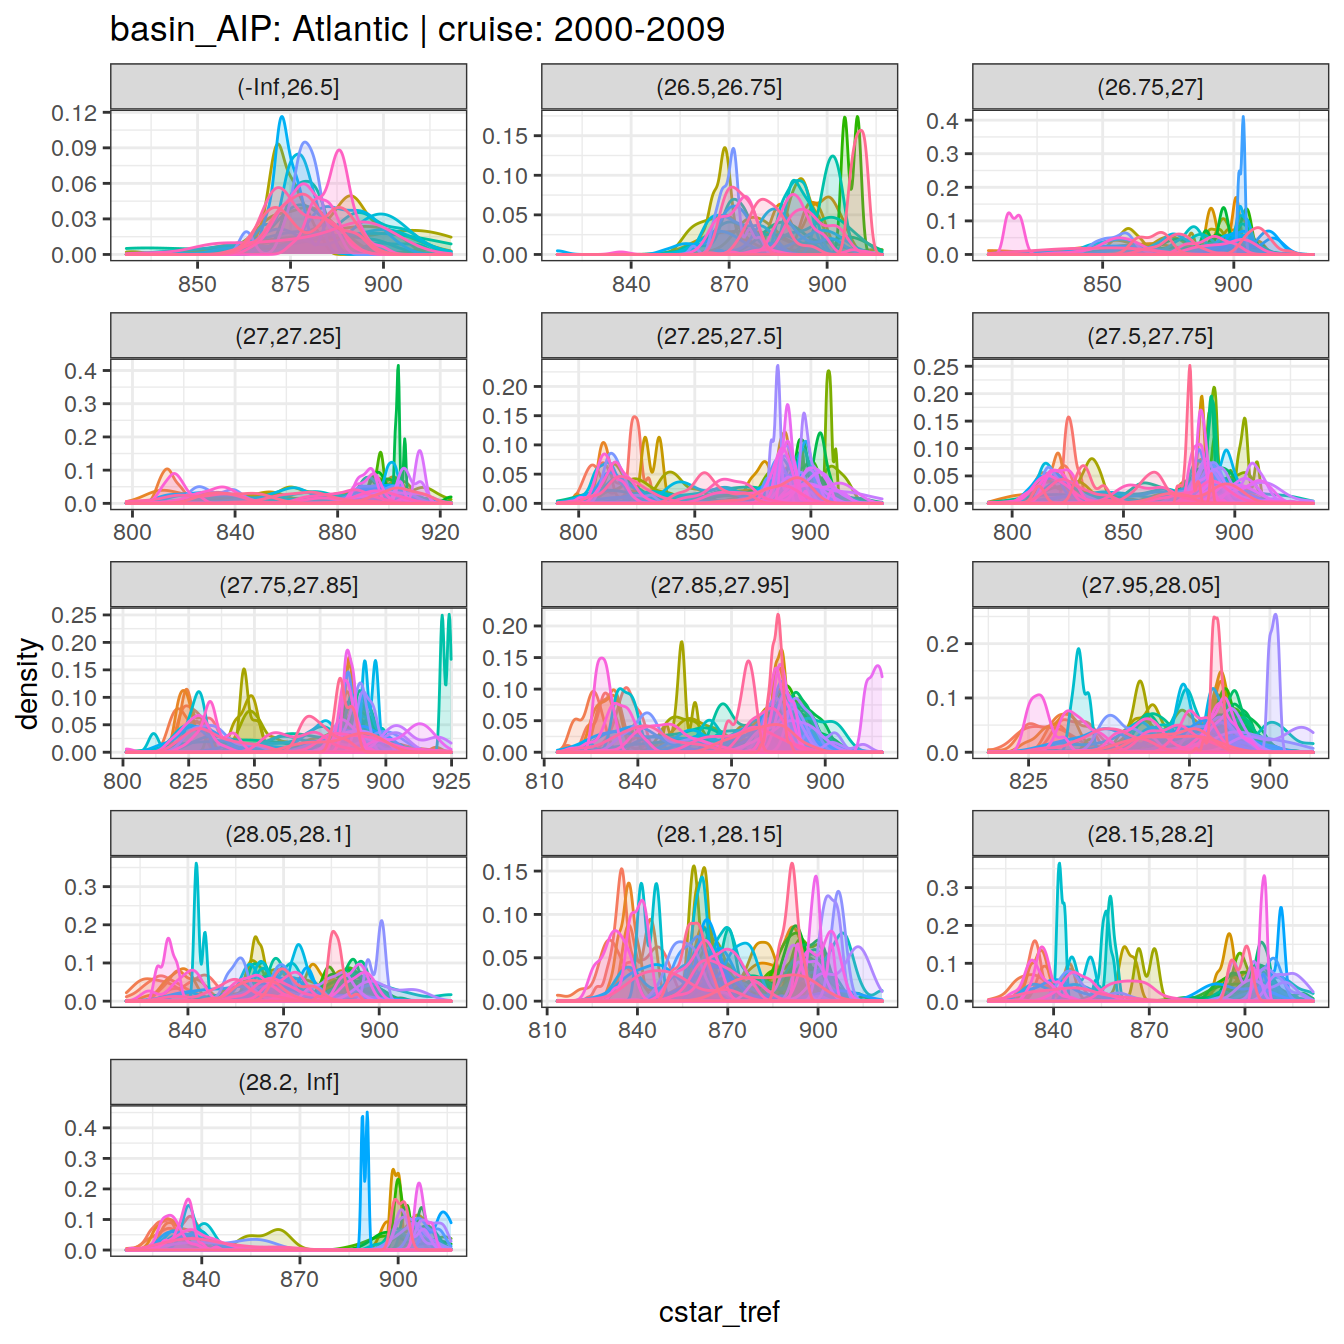 basin_AIP: Atlantic | cruise: 2000-2009
(-Inf,26.5] (26.5,26.75] (26.75,27]
0.12 0.09 0.06 0.03 0.00
0.15 0.10 0.05 0.00
0.4 0.3 0.2 0.1 0.0
850 875 900
840 870 900
850 900
(27,27.25] (27.25,27.5] (27.5,27.75]
0.4 0.3 0.2 0.1 0.0
0.20 0.15 0.10 0.05 0.00
0.25 0.20 0.15 0.10 0.05 0.00
800 840 880 920
800 850 900
800 850 900
(27.75,27.85] (27.85,27.95] (27.95,28.05]
0.25 0.20 0.15 0.10 0.05 0.00
0.20 0.15 0.10 0.05 0.00
0.2 0.1 0.0
800 825 850 875 900 925
810 840 870 900
825 850 875 900
density
(28.05,28.1] (28.1,28.15] (28.15,28.2]
0.3 0.2 0.1 0.0
0.15 0.10 0.05 0.00
0.3 0.2 0.1 0.0
840 870 900
810 840 870 900
840 870 900
(28.2, Inf]
0.4 0.3 0.2 0.1 0.0
840 870 900
cstar_tref